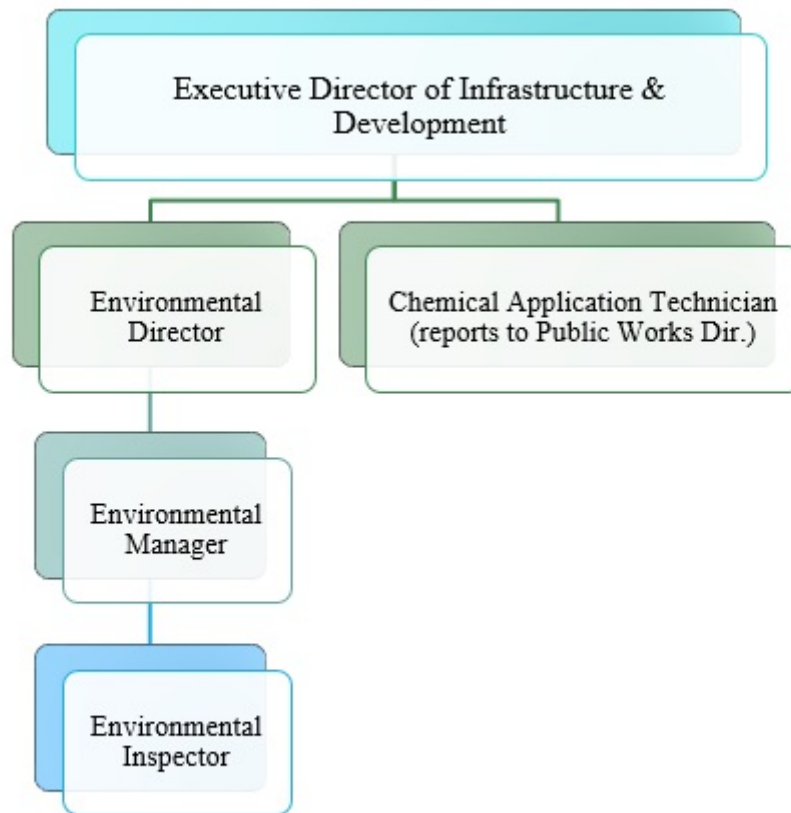 Executive Director of Infrastructure &
Development
Environmental
Director
Chemical Application Technician
(reports to Public Works Dir.)
Environmental
Manager
Environmental
Inspector